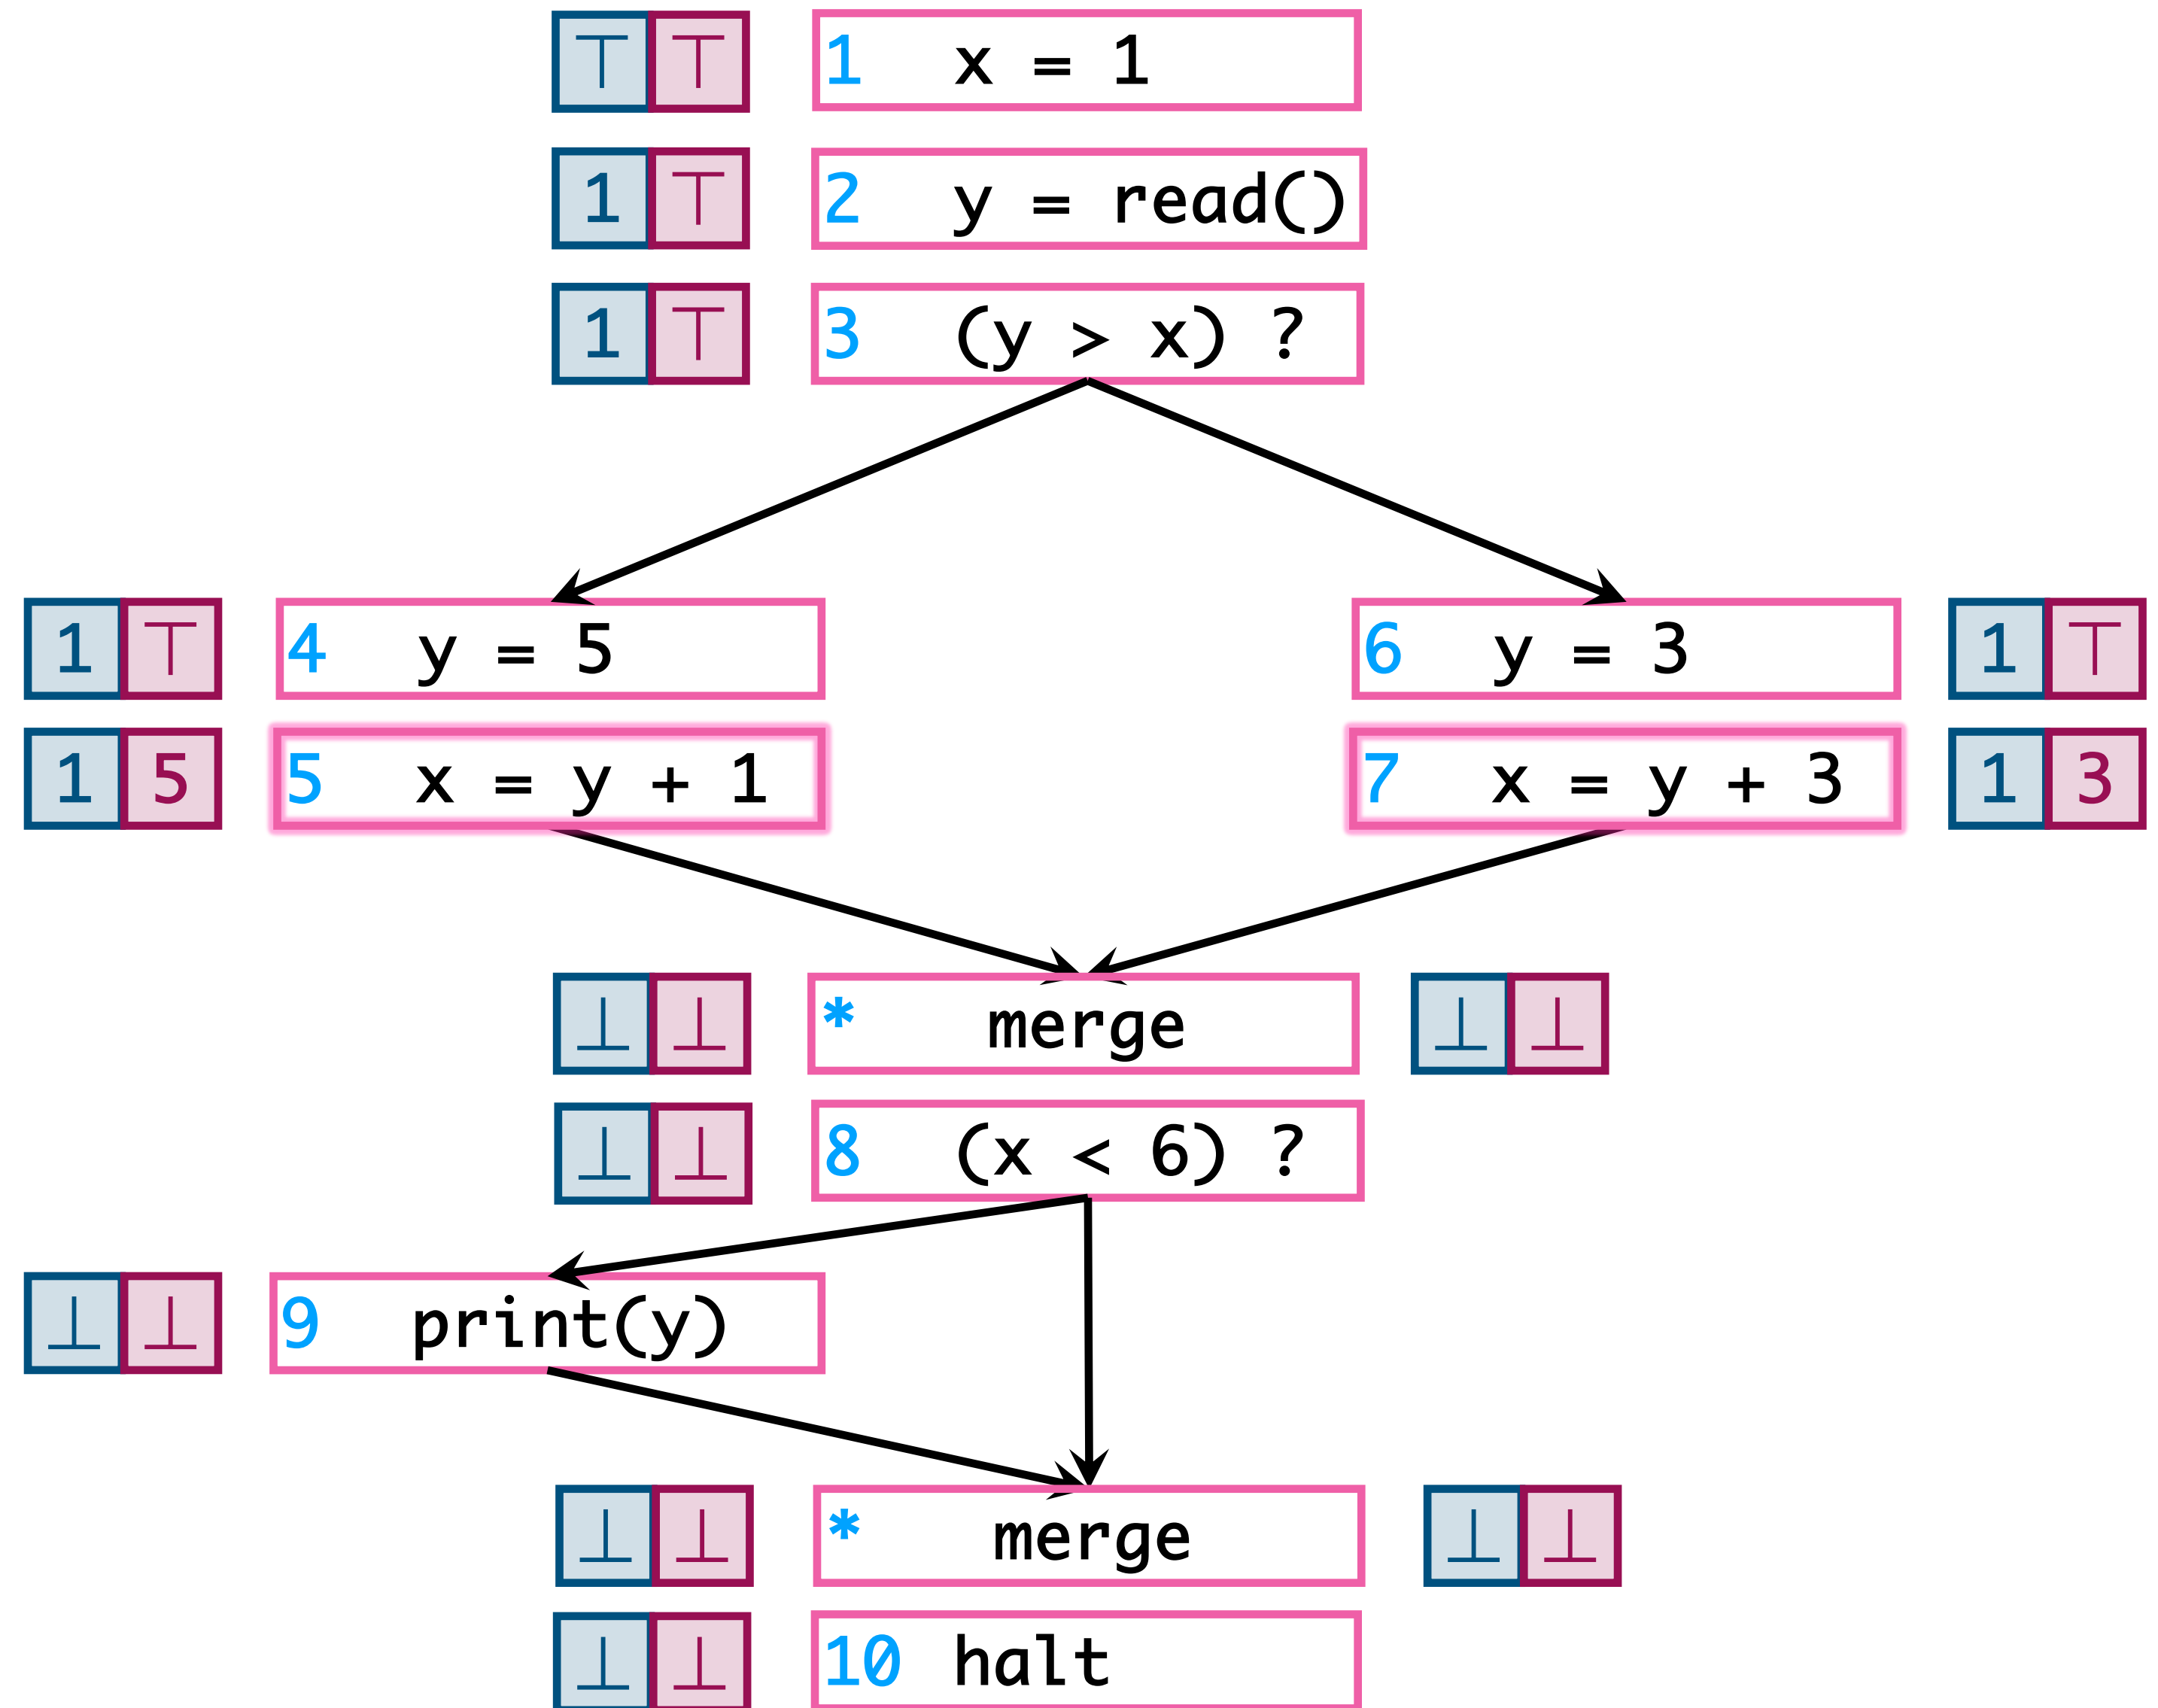 ⊤ ⊤ 1 x = 1
1 ⊤ 2 y = read()
1 ⊤ 3 (y > x) ?
1 ⊤ 4 y = 5
6 y = 3 1 ⊤
1 5 5 x = y + 1
7 x = y + 3 1 3
⊥ ⊥ * merge ⊥ ⊥
⊥ ⊥ 8 (x < 6) ?
⊥ ⊥ 9 print(y)
⊥ ⊥ * merge ⊥ ⊥
⊥ ⊥ 10 halt